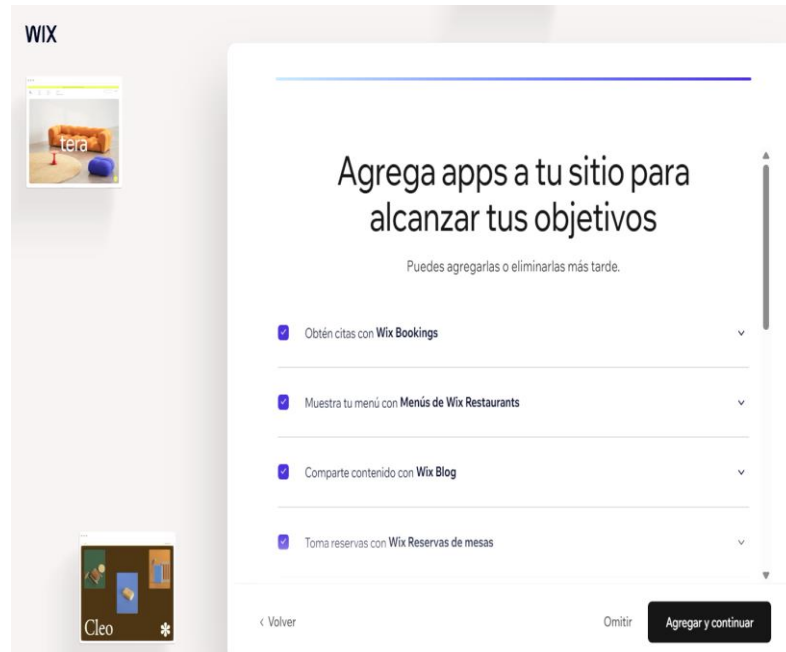 WIX
tera
Agrega apps a tu sitio para
alcanzar tus objetivos
Puedes agregarlas o eliminarlas más tarde.
Obtén citas con Wix Bookings
Muestra tu menú con Menús de Wix Restaurants
Comparte contenido con Wix Blog
Toma reservas con Wix Reservas de mesas
Cleo
< Volver
Omitir
Agregar y continuar